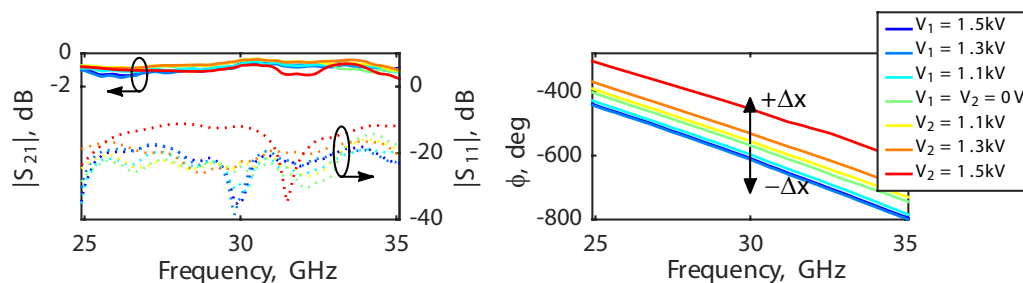 0
-2
|S21|, dB
0
-20
-40
|S11|, dB
25
30
35
Frequency, GHz
-400
-600
-800
ϕ, deg
+Δx
−Δx
25
30
35
Frequency, GHz
V1 = 1.5kV
V1 = 1.3kV
V1 = 1.1kV
V1 = V2 = 0 V
V2 = 1.1kV
V2 = 1.3kV
V2 = 1.5kV